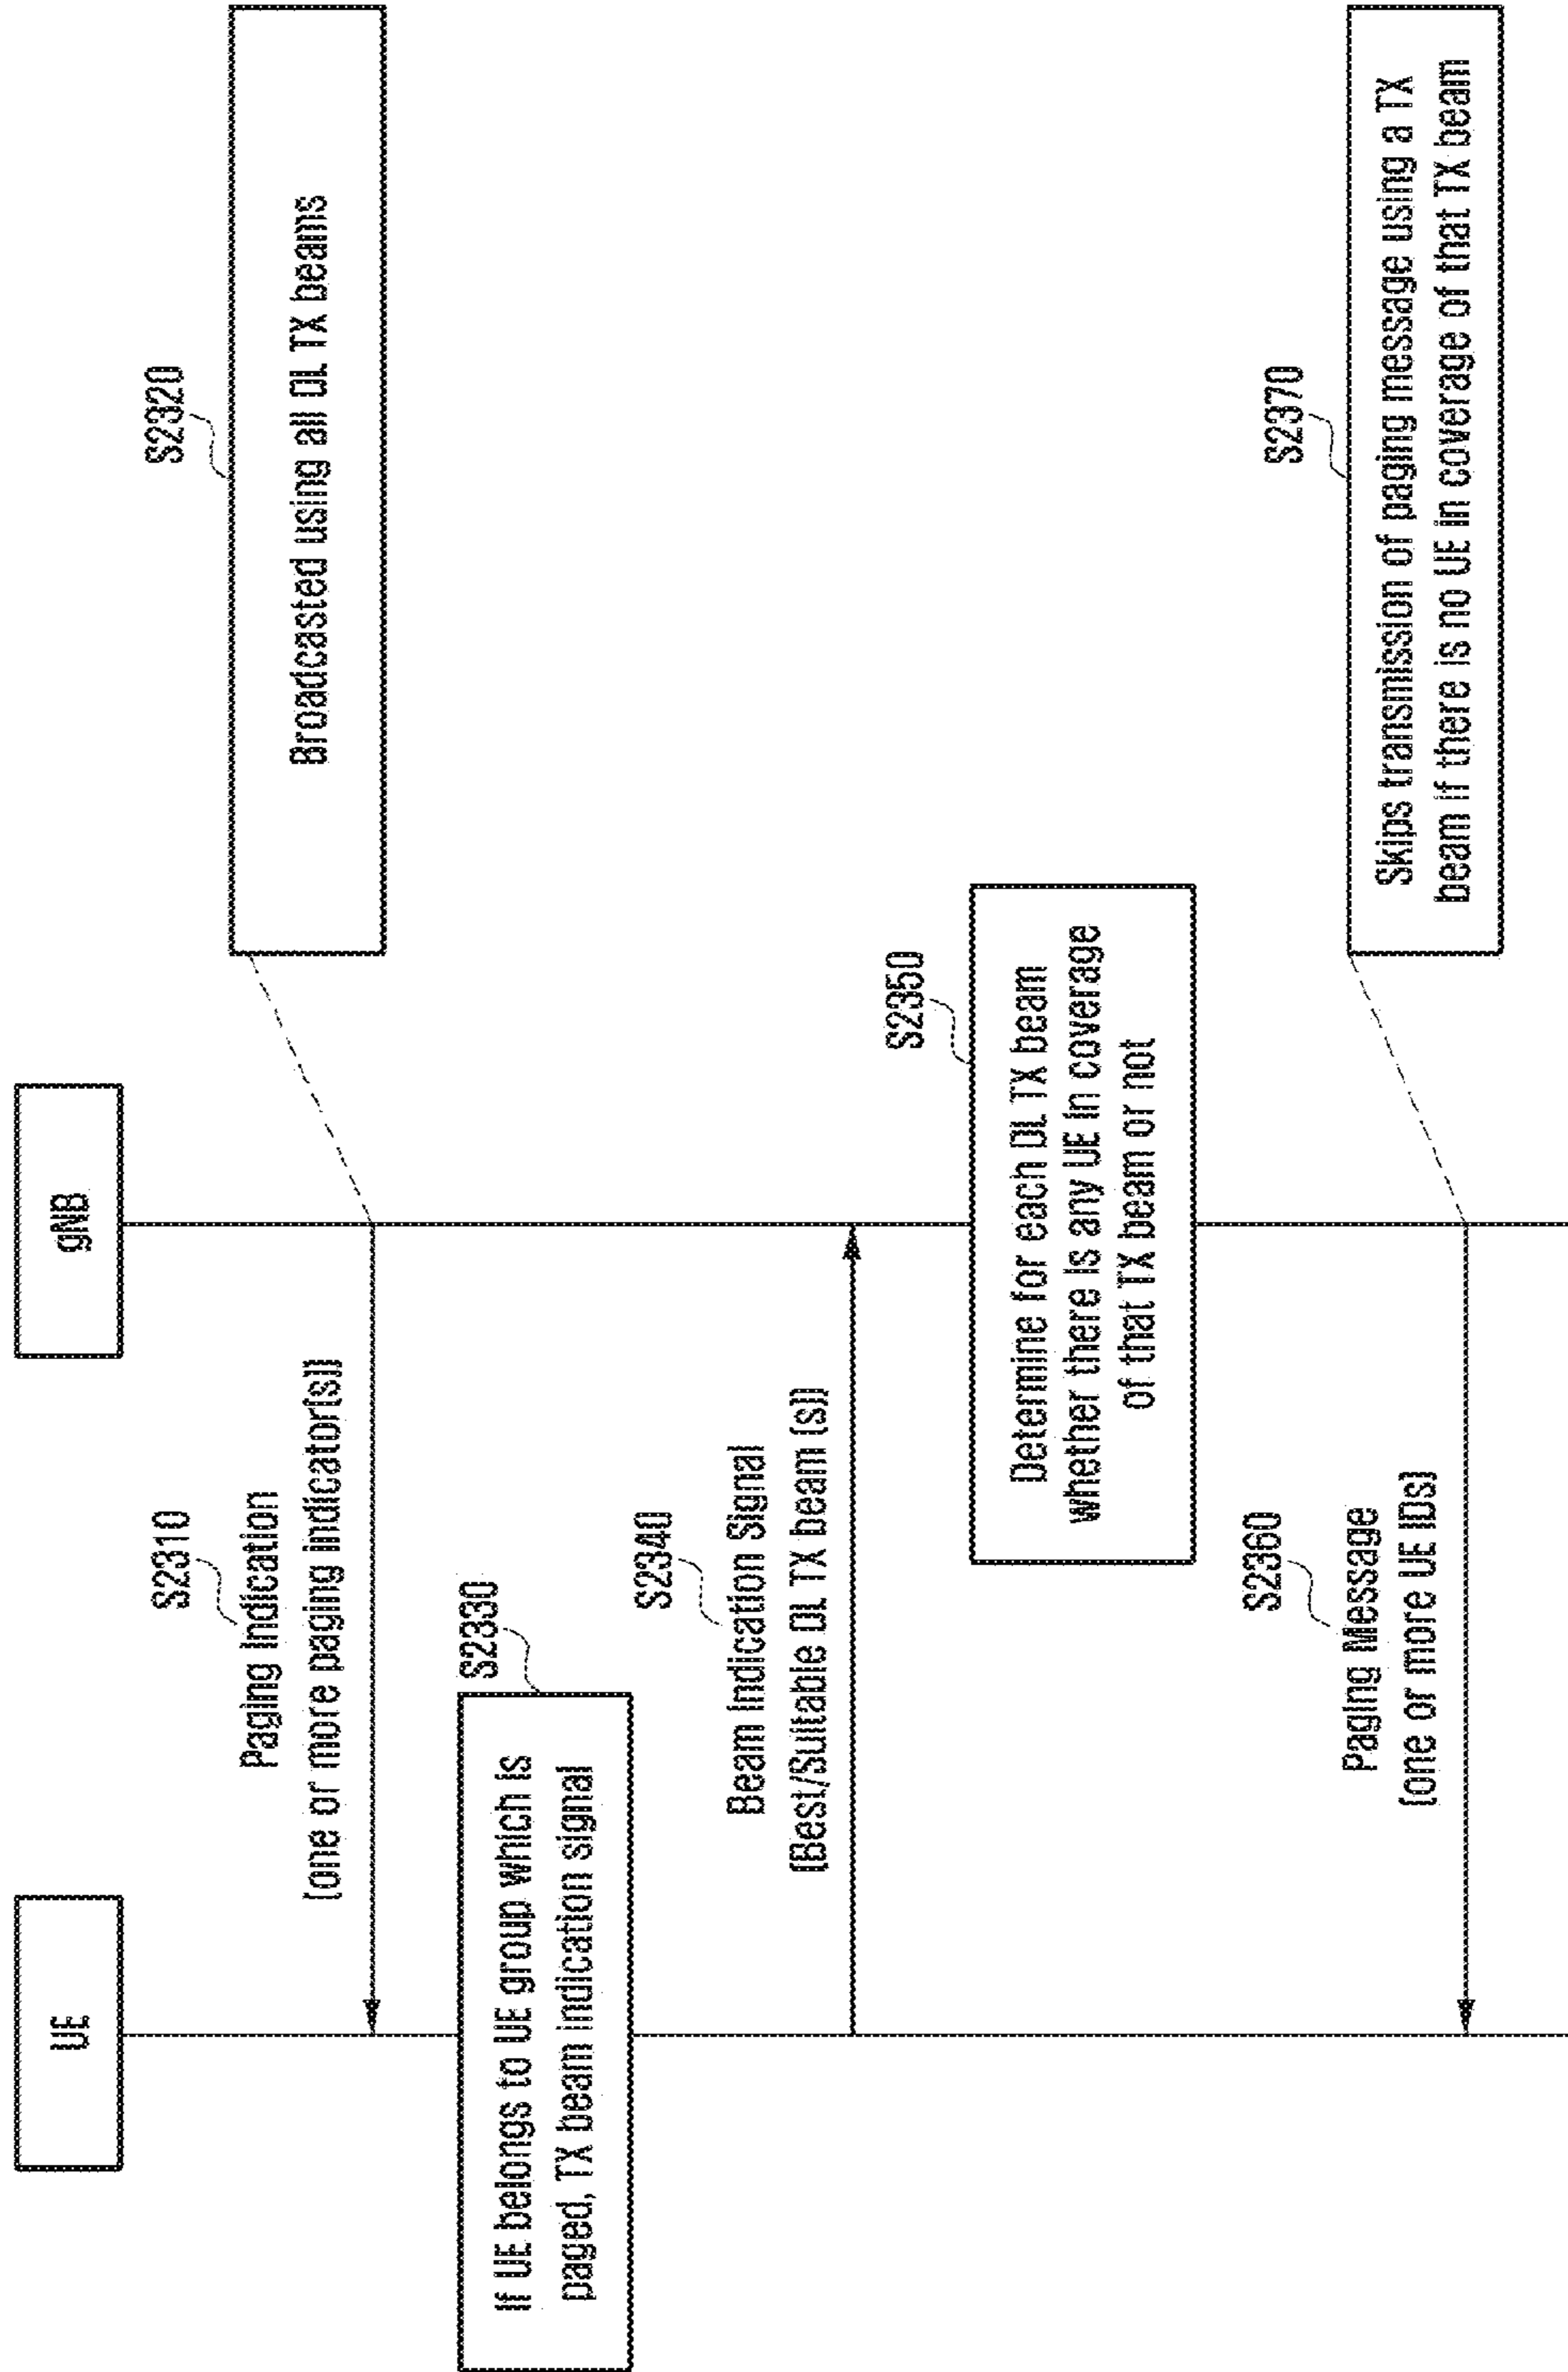 UE
gNB
S2310
Paging Indication
(one or more paging indicator(s))
S2320
Broadcasted using all DL TX beams
S2330
If UE belongs to UE group which is
paged, TX beam indication signal
S2340
Beam Indication Signal
(Best/Suitable DL TX beam (s))
S2350
Determine for each DL TX beam
whether there is any UE in coverage
of that TX beam or not
S2360
Paging Message
(one or more UE IDs)
S2370
Skips transmission of paging message using a TX
beam if there is no UE in coverage of that TX beam